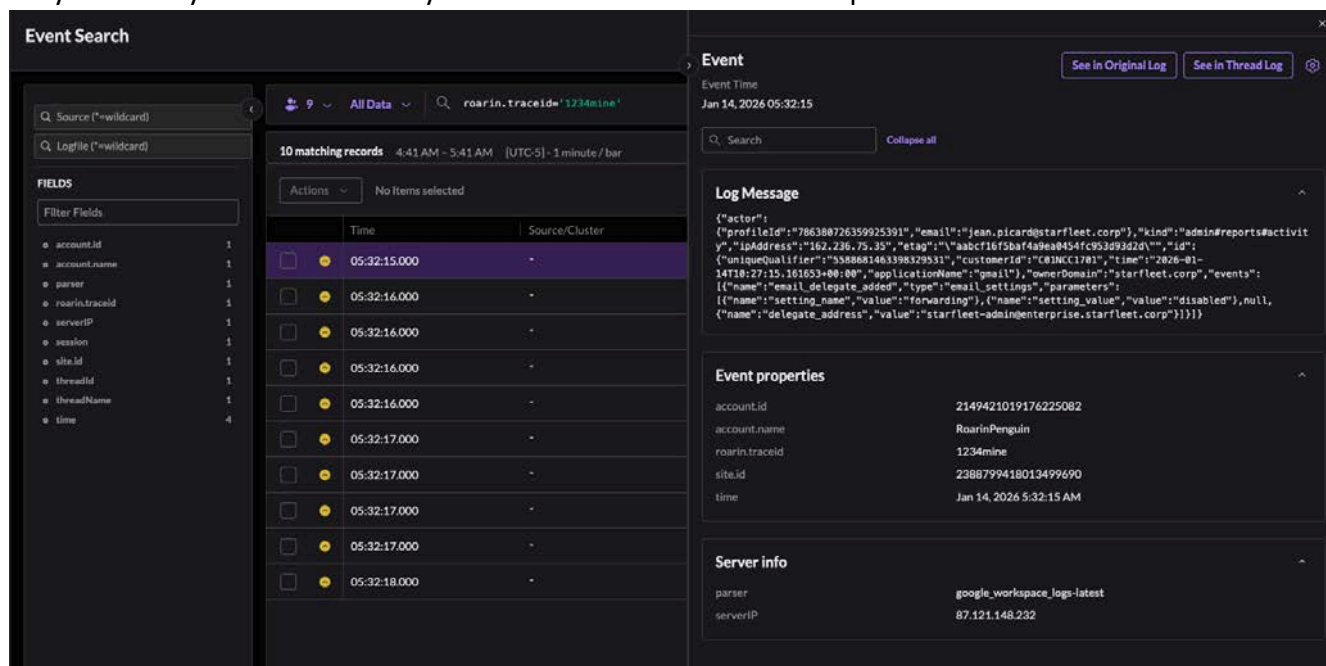 Event Search
Source (*=wildcard)
Logfile (*=wildcard)
FIELDS
Filter Fields
account.id 1
account.name 1
parser 1
roarin.traceid 1
serverIP 1
session 1
site.id 1
threadId 1
threadName 1
time 4
9 All Data roarin.traceid='1234mine'
10 matching records 4:41 AM – 5:41 AM [UTC-5] - 1 minute / bar
Actions No Items selected
Time Source/Cluster
05:32:15.000 -
05:32:16.000 -
05:32:16.000 -
05:32:16.000 -
05:32:16.000 -
05:32:17.000 -
05:32:17.000 -
05:32:17.000 -
05:32:17.000 -
05:32:18.000 -
Event
See in Original Log See in Thread Log
Event Time
Jan 14, 2026 05:32:15
Search Collapse all
Log Message
{"actor":
{"profileId":"786380726359925391","email":"jean.picard@starfleet.corp"},"kind":"admin#reports#activit
y","ipAddress":"162.236.75.35","etag":"\"aabcf16f5baf4a9ea0454fc953d93d2d\"","id":
{"uniqueQualifier":"5588681463398329531","customerId":"C01NCC1701","time":"2026-01-
14T10:27:15.161653+00:00","applicationName":"gmail"},"ownerDomain":"starfleet.corp","events":
[{"name":"email_delegate_added","type":"email_settings","parameters":
[{"name":"setting_name","value":"forwarding"},{"name":"setting_value","value":"disabled"},null,
{"name":"delegate_address","value":"starfleet-admin@enterprise.starfleet.corp"}]}]}
Event properties
account.id 2149421019176225082
account.name RoarinPenguin
roarin.traceid 1234mine
site.id 2388799418013499690
time Jan 14, 2026 5:32:15 AM
Server info
parser google_workspace_logs-latest
serverIP 87.121.148.232